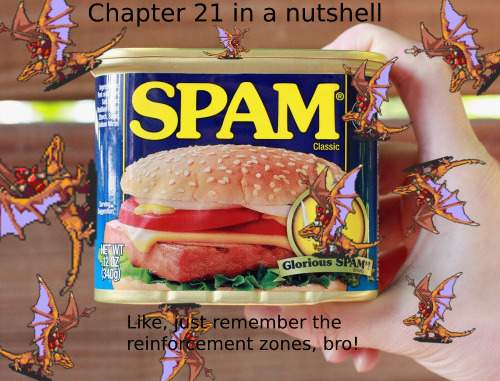 Chapter 21 in a nutshell
SPAM®
Classic
NET WT
12 OZ
(340g)
Glorious SPAM®
Like, just remember the
reinforcement zones, bro!